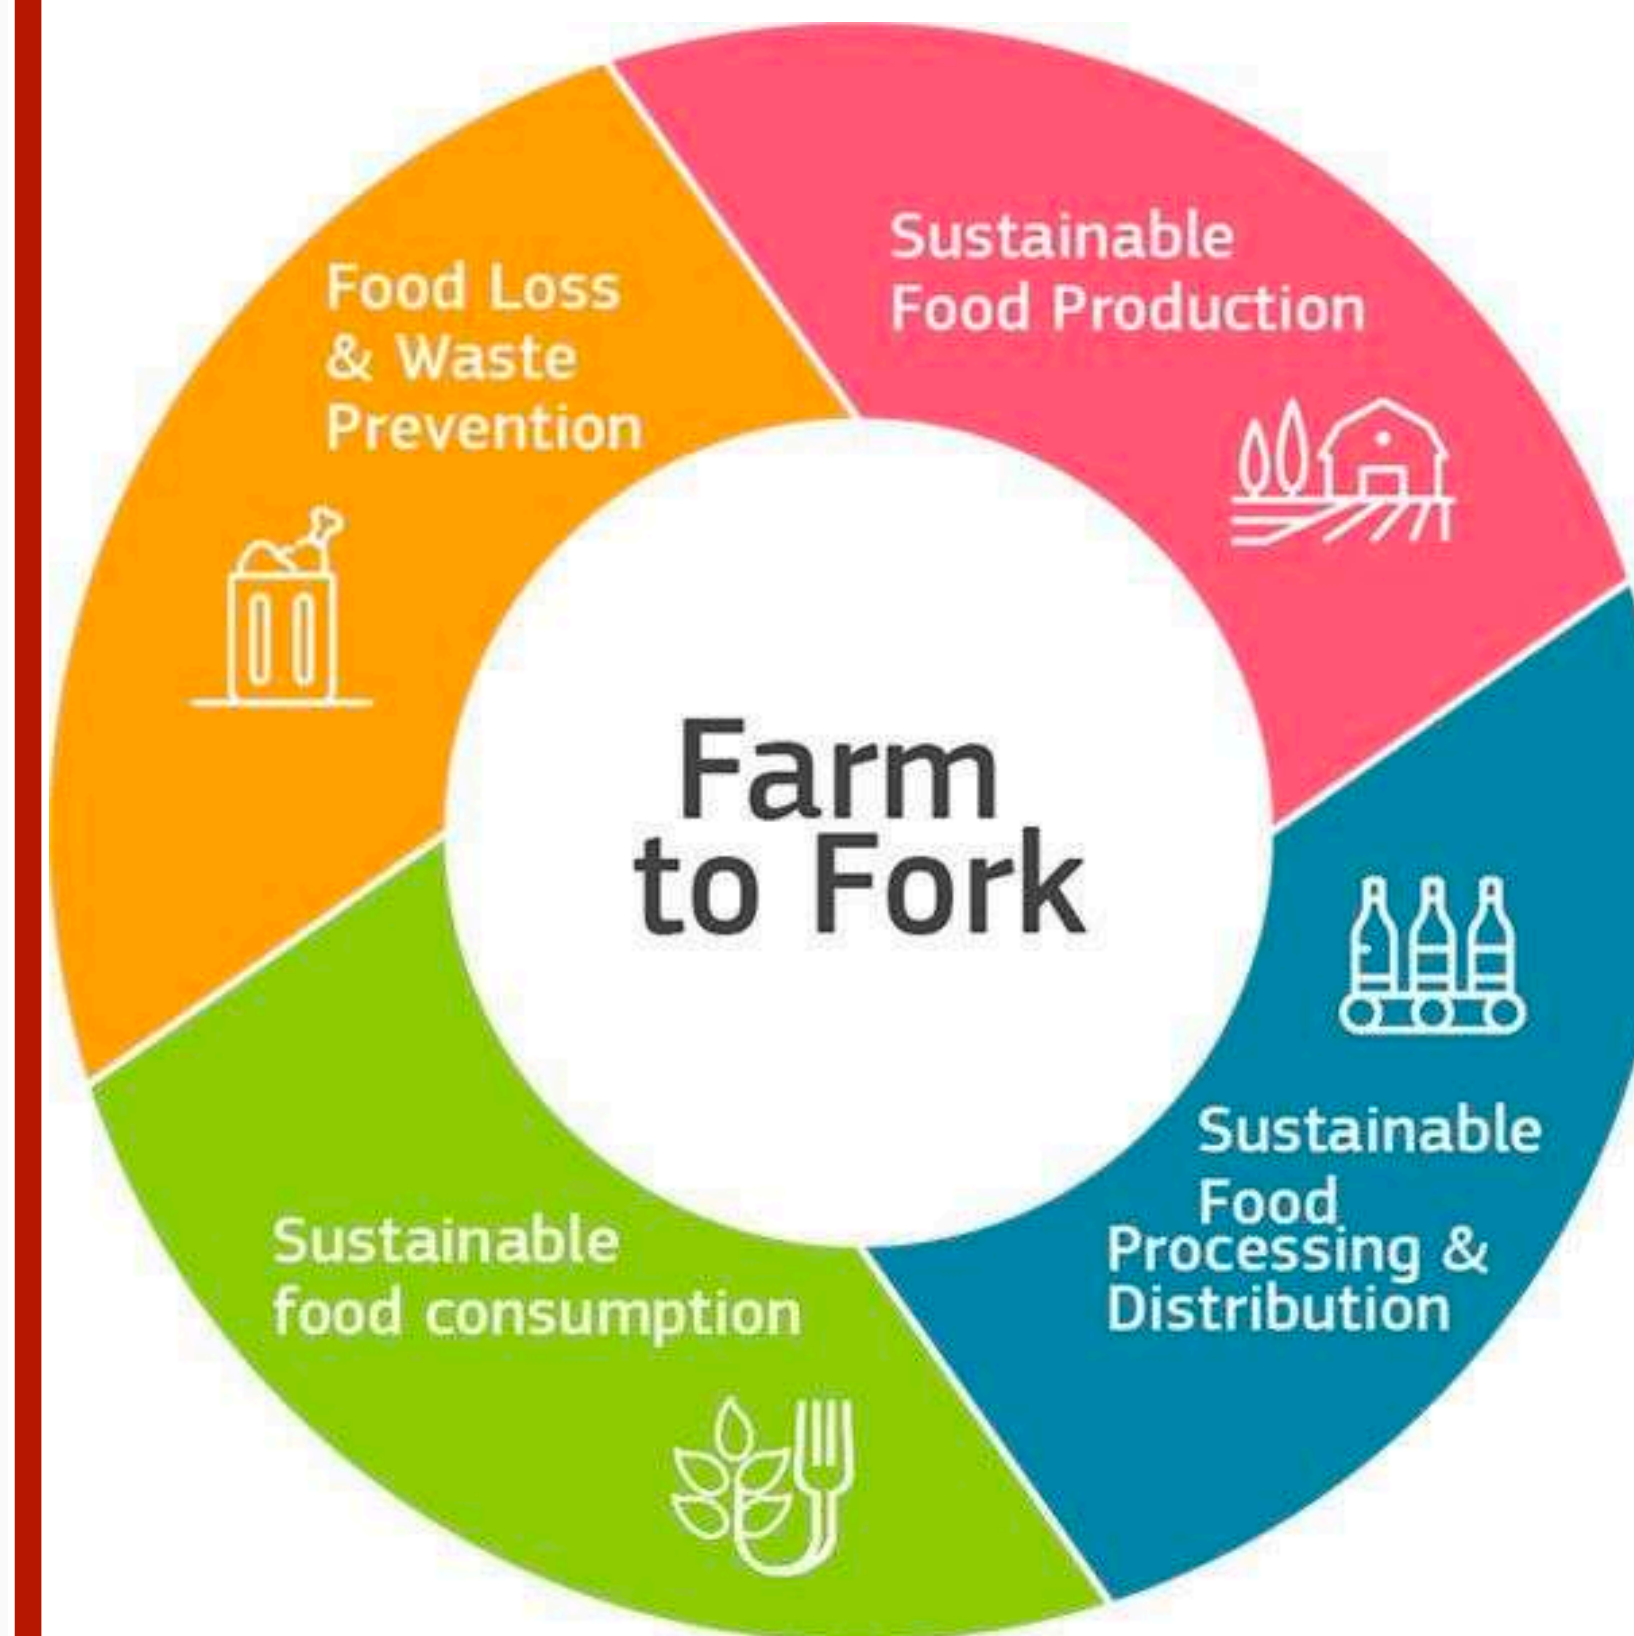 Sustainable
Food Production
Food Loss
& Waste
Prevention
Farm
to Fork
Sustainable
Food
Processing &
Distribution
Sustainable
food consumption